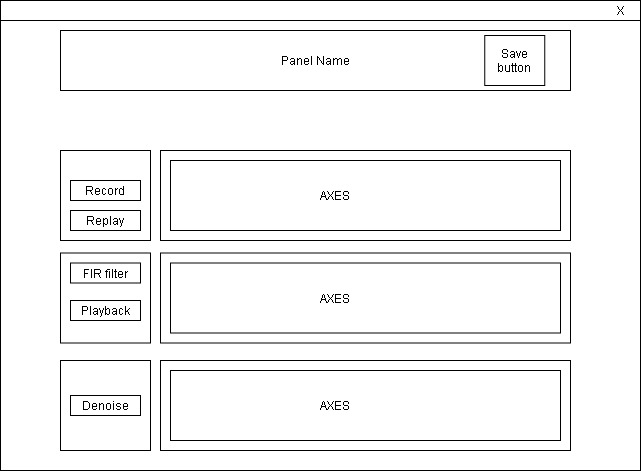 X
Panel Name
Save
button
Record
Replay
AXES
FIR filter
Playback
AXES
Denoise
AXES